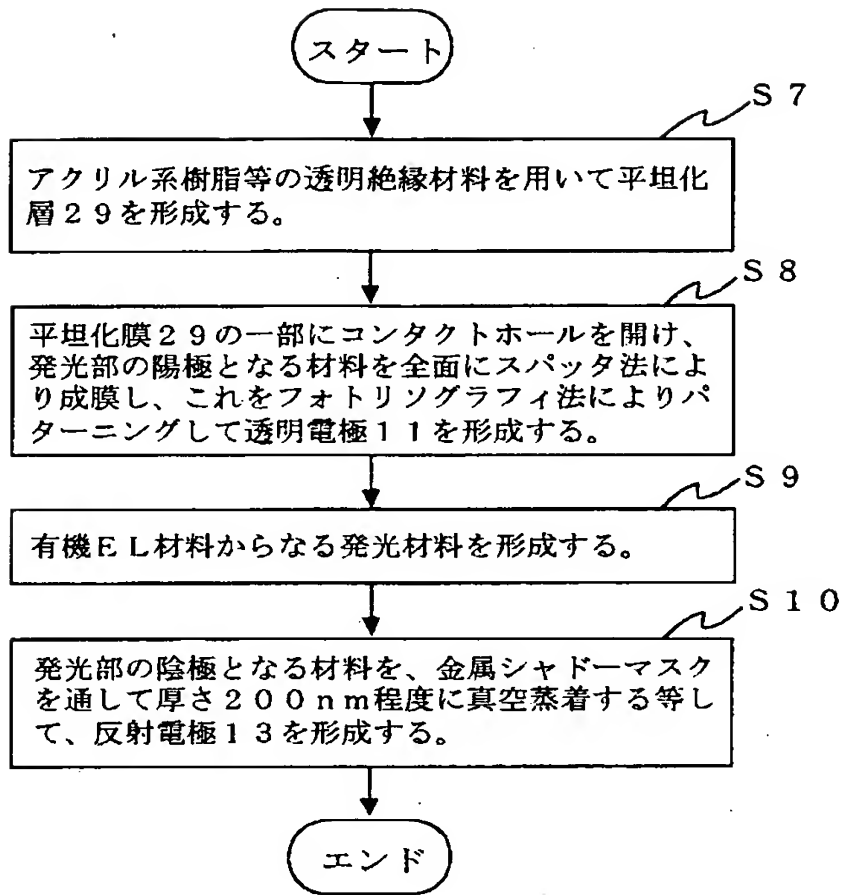 スタート
S7
アクリル系樹脂等の透明絶縁材料を用いて平坦化
層29を形成する。
S8
平坦化膜29の一部にコンタクトホールを開け、
発光部の陽極となる材料を全面にスパッタ法によ
り成膜し、これをフォトリソグラフィ法によりパ
ターニングして透明電極11を形成する。
S9
有機EL材料からなる発光材料を形成する。
S10
発光部の陰極となる材料を、金属シャドーマスク
を通して厚さ200nm程度に真空蒸着する等し
て、反射電極13を形成する。
エンド